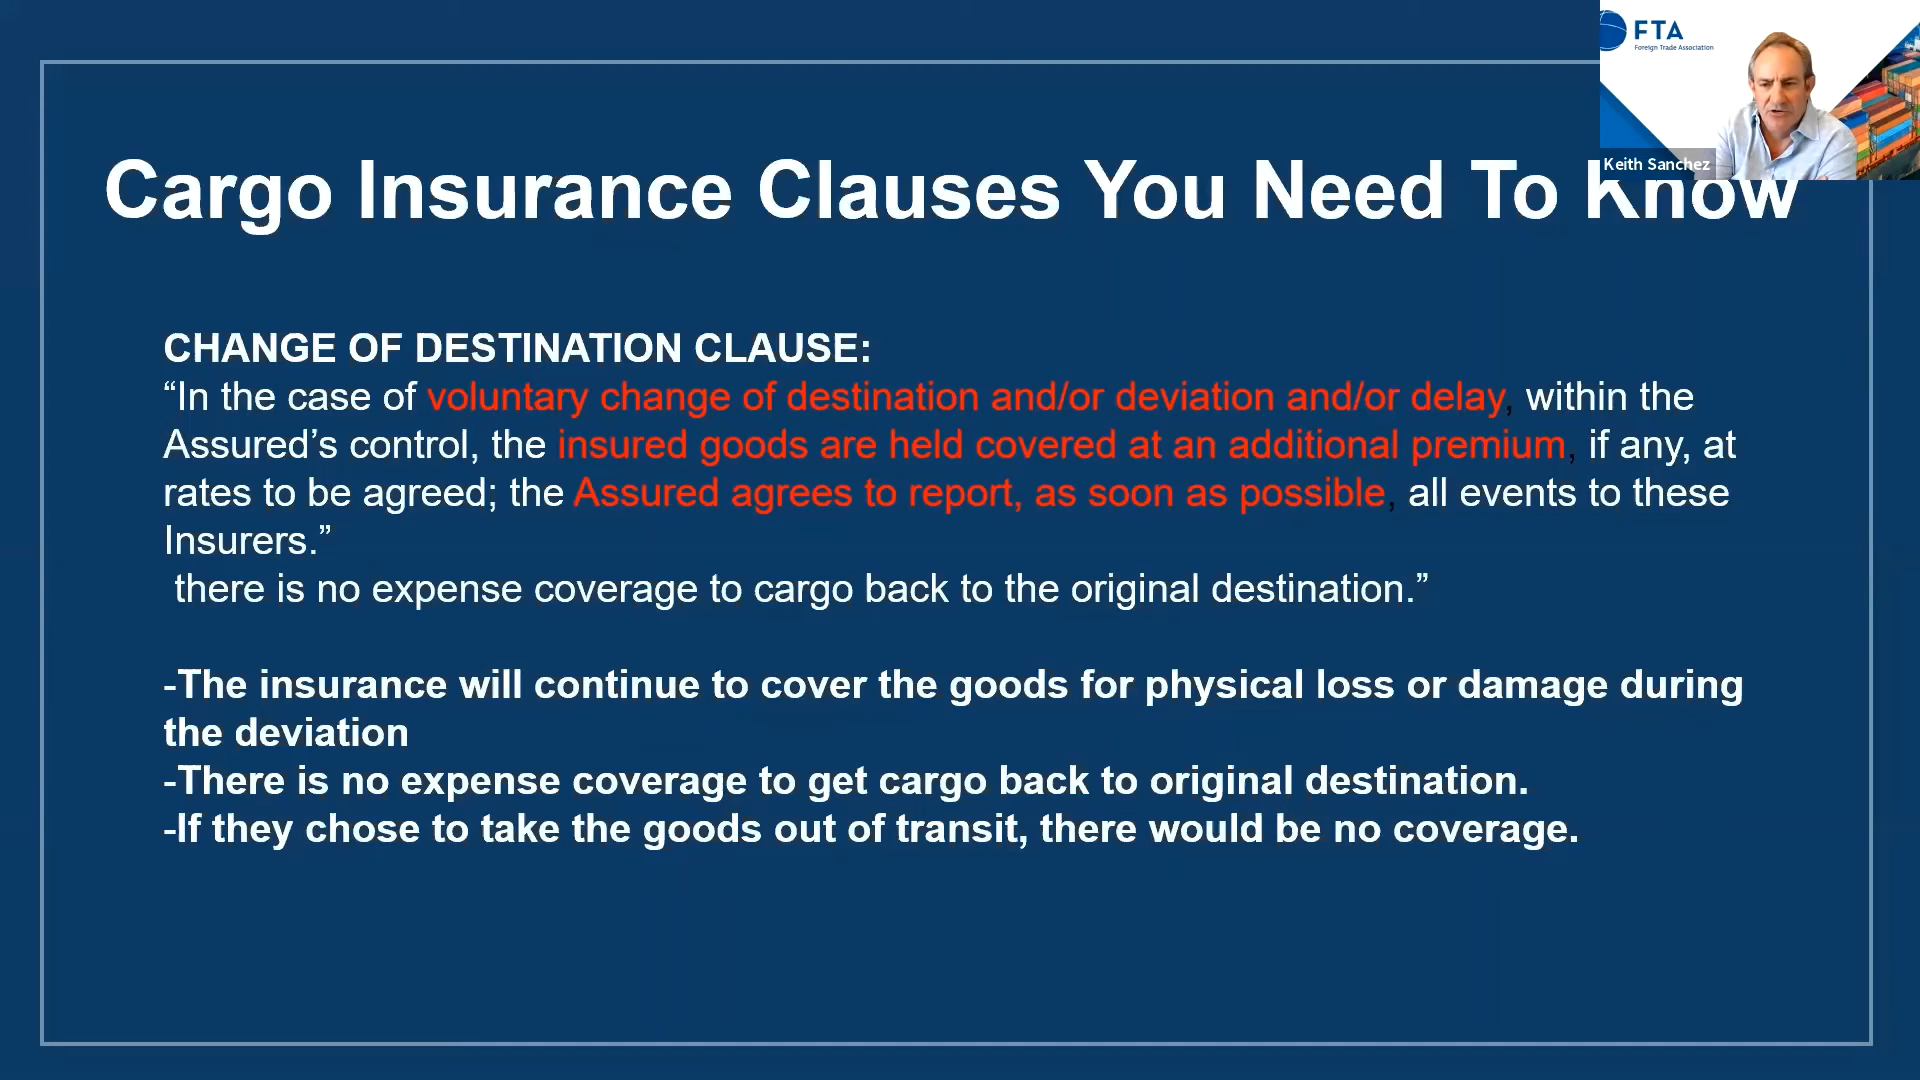 FTA
Foreign Trade Association
Keith Sanchez
Cargo Insurance Clauses You Need To Know
CHANGE OF DESTINATION CLAUSE:
“In the case of voluntary change of destination and/or deviation and/or delay, within the
Assured’s control, the insured goods are held covered at an additional premium, if any, at
rates to be agreed; the Assured agrees to report, as soon as possible, all events to these
Insurers.”
there is no expense coverage to cargo back to the original destination.”
-The insurance will continue to cover the goods for physical loss or damage during
the deviation
-There is no expense coverage to get cargo back to original destination.
-If they chose to take the goods out of transit, there would be no coverage.